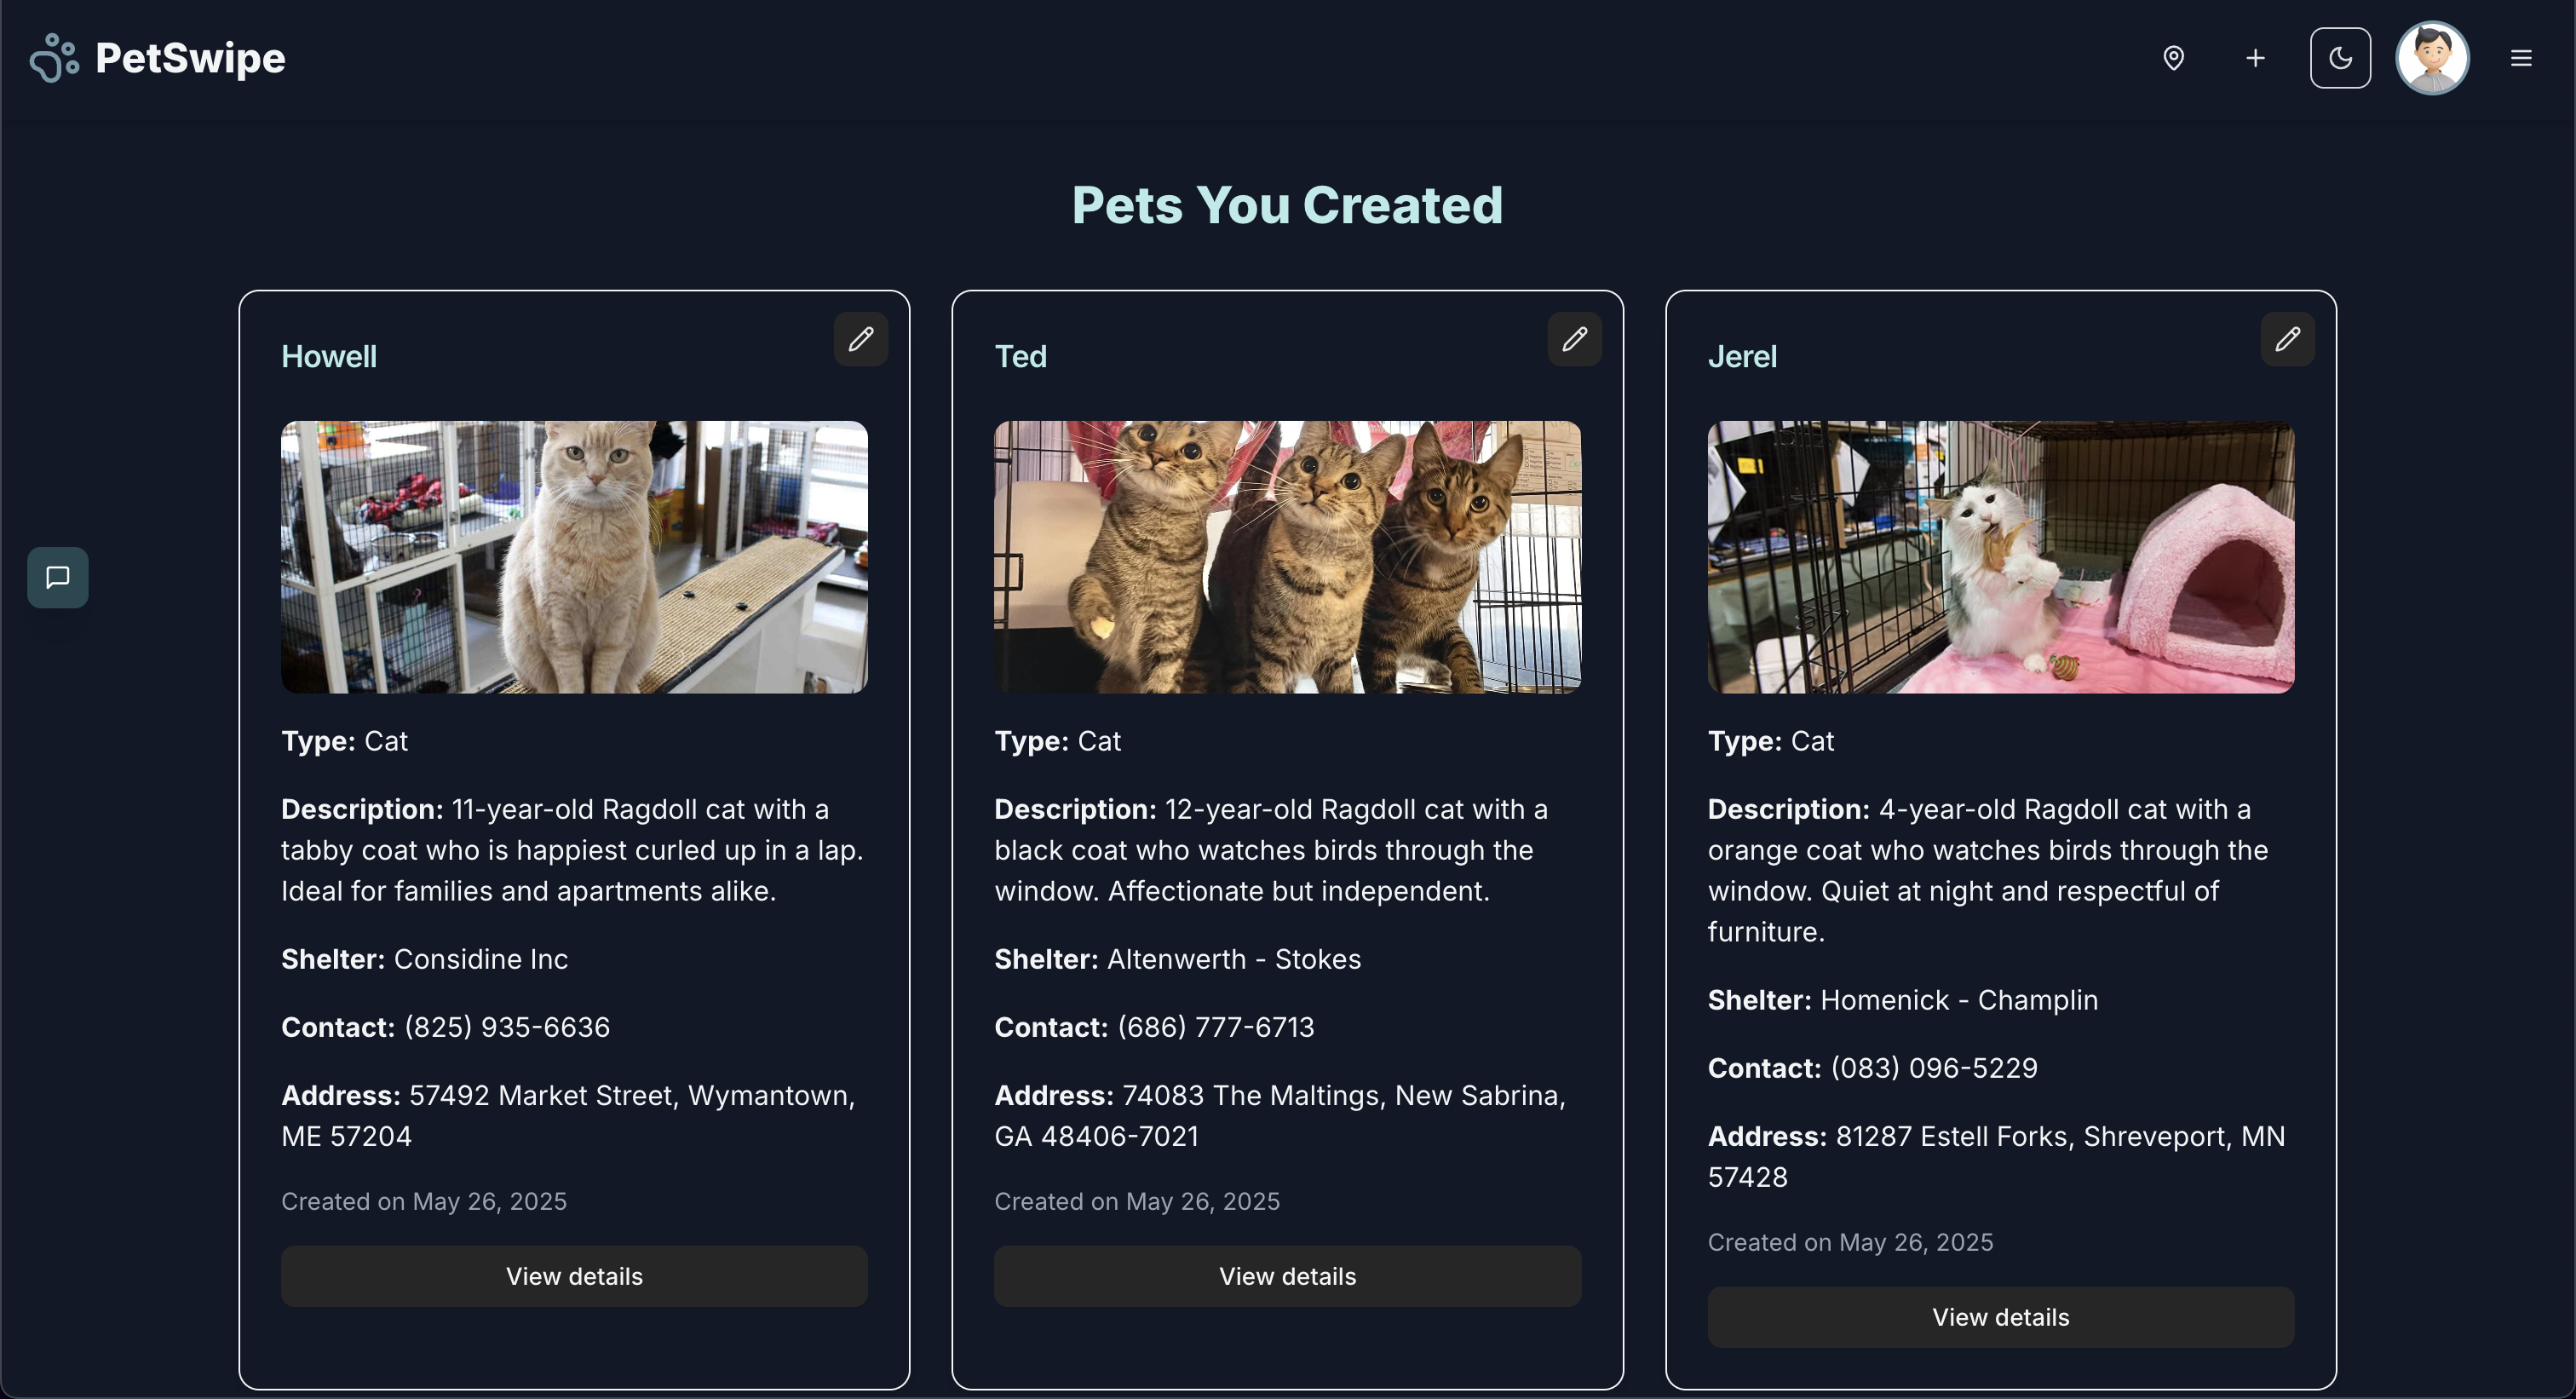 PetSwipe
Pets You Created
Howell
Type: Cat
Description: 11-year-old Ragdoll cat with a
tabby coat who is happiest curled up in a lap.
Ideal for families and apartments alike.
Shelter: Considine Inc
Contact: (825) 935-6636
Address: 57492 Market Street, Wymantown,
ME 57204
Created on May 26, 2025
View details
Ted
Type: Cat
Description: 12-year-old Ragdoll cat with a
black coat who watches birds through the
window. Affectionate but independent.
Shelter: Altenwerth - Stokes
Contact: (686) 777-6713
Address: 74083 The Maltings, New Sabrina,
GA 48406-7021
Created on May 26, 2025
View details
Jerel
Type: Cat
Description: 4-year-old Ragdoll cat with a
orange coat who watches birds through the
window. Quiet at night and respectful of
furniture.
Shelter: Homenick - Champlin
Contact: (083) 096-5229
Address: 81287 Estell Forks, Shreveport, MN
57428
Created on May 26, 2025
View details